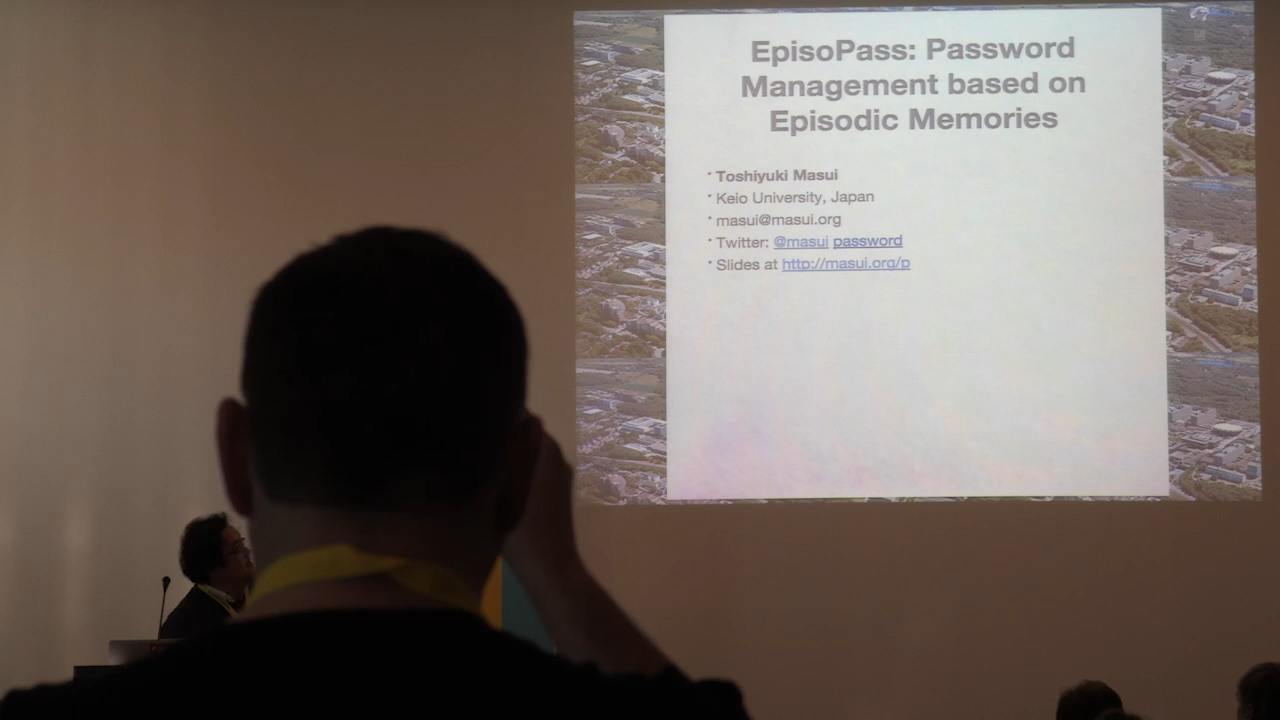 EpisoPass: Password
Management based on
Episodic Memories
Toshiyuki Masui
Keio University, Japan
masui@masui.org
Twitter: @masui password
Slides at http://masui.org/p